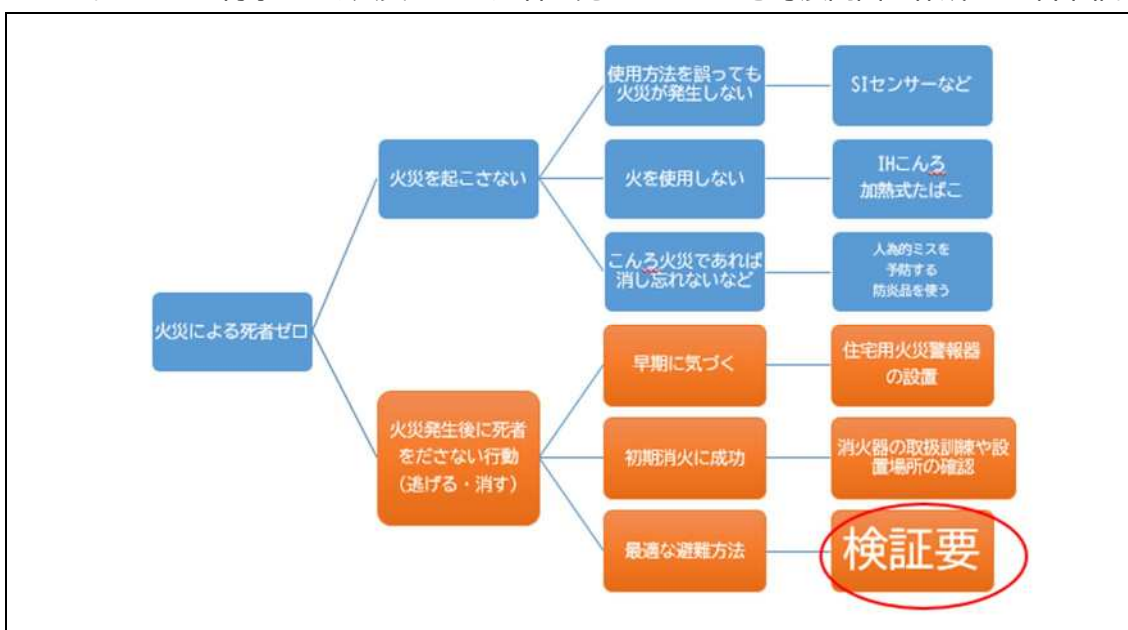 火災による死者ゼロ
火災を起こさない
使用方法を誤っても
火災が発生しない
SIセンサーなど
火を使用しない
IHこんろ
加熱式たばこ
こんろ火災であれば
消し忘れないなど
人為的ミスを
予防する
防炎品を使う
火災発生後に死者
をださない行動
(逃げる・消す)
早期に気づく
住宅用火災警報器
の設置
初期消火に成功
消火器の取扱訓練や設
置場所の確認
最適な避難方法
検証要